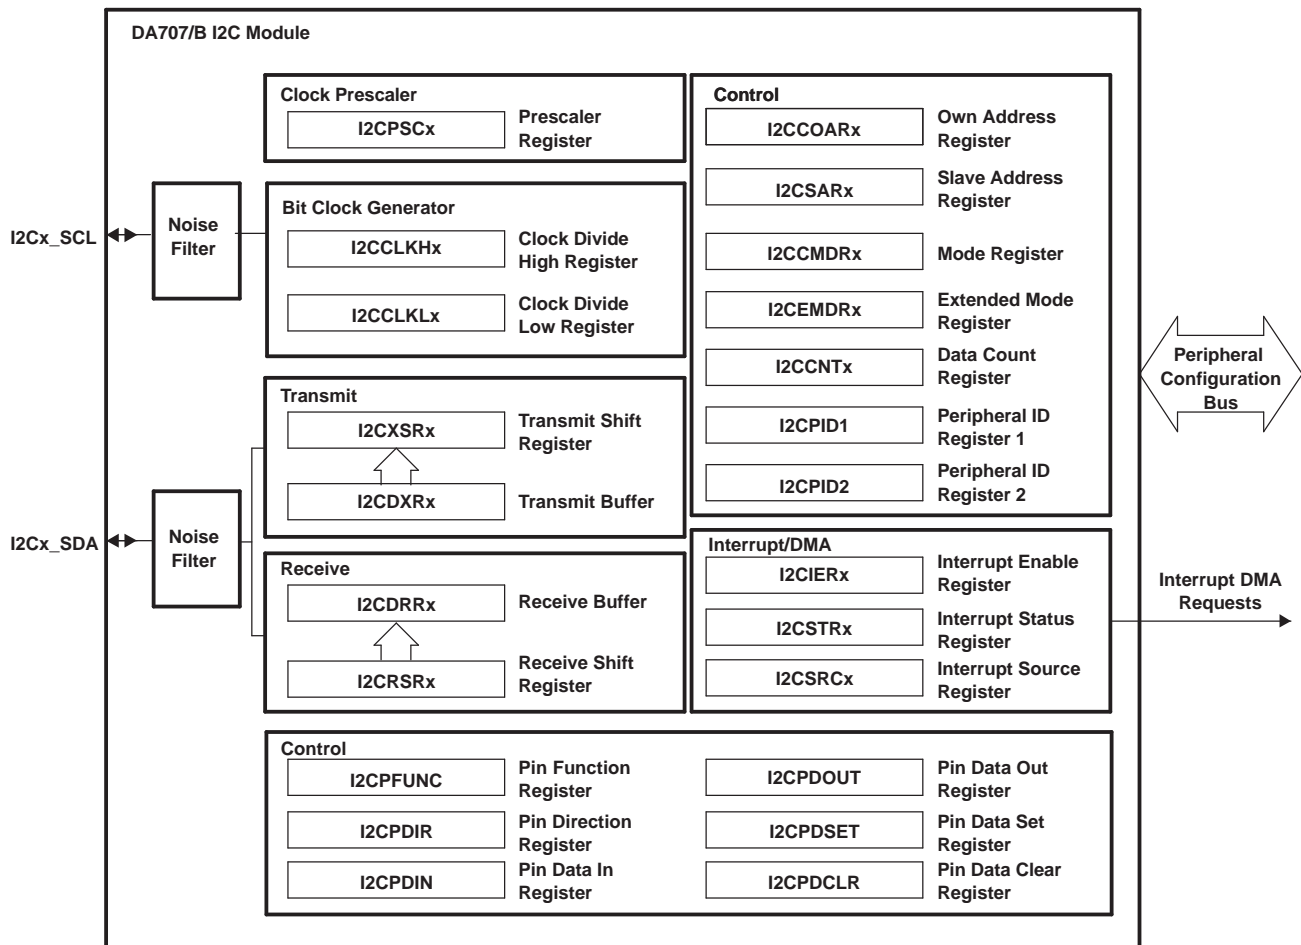 DA707/B I2C Module
Clock Prescaler
I2CPSCx
Prescaler
Register
I2Cx_SCL
Noise
Filter
Bit Clock Generator
I2CCLKHx
Clock Divide
High Register
I2CCLKLx
Clock Divide
Low Register
Transmit
I2CXSRx
Transmit Shift
Register
I2CDXRx
Transmit Buffer
I2Cx_SDA
Noise
Filter
Receive
I2CDRRx
Receive Buffer
I2CRSRx
Receive Shift
Register
Control
I2CCOARx
Own Address
Register
I2CSARx
Slave Address
Register
I2CCMDRx
Mode Register
I2CEMDRx
Extended Mode
Register
I2CCNTx
Data Count
Register
I2CPID1
Peripheral ID
Register 1
I2CPID2
Peripheral ID
Register 2
Peripheral
Configuration
Bus
Interrupt/DMA
I2CIERx
Interrupt Enable
Register
I2CSTRx
Interrupt Status
Register
I2CSRCx
Interrupt Source
Register
Interrupt DMA
Requests
Control
I2CPFUNC
Pin Function
Register
I2CPDIR
Pin Direction
Register
I2CPDIN
Pin Data In
Register
I2CPDOUT
Pin Data Out
Register
I2CPDSET
Pin Data Set
Register
I2CPDCLR
Pin Data Clear
Register